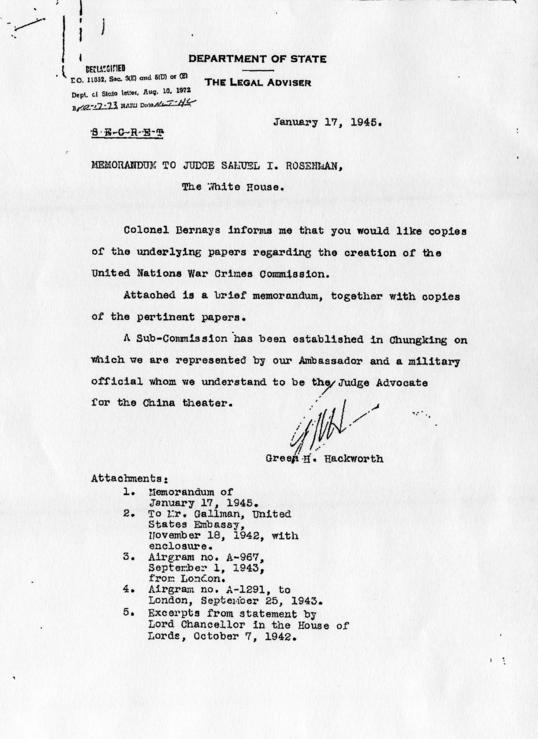 DEPARTMENT OF STATE
THE LEGAL ADVISER
DECLASSIFIED
E.O. 11652, Sec. 3(E) and 5(D) or (E)
Dept. of State letter, Aug. 10, 1972
NARS Date
S-E-C-R-E-T
January 17, 1945.
MEMORANDUM TO JUDGE SAMUEL I. ROSENMAN,
The White House.
Colonel Bernays informs me that you would like copies
of the underlying papers regarding the creation of the
United Nations War Crimes Commission.
Attached is a brief memorandum, together with copies
of the pertinent papers.
A Sub-Commission has been established in Chungking on
which we are represented by our Ambassador and a military
official whom we understand to be the Judge Advocate
for the China theater.
Green H. Hackworth
Attachments:
1. Memorandum of
January 17, 1945.
2. To Mr. Gallman, United
States Embassy,
November 18, 1942, with
enclosure.
3. Airgram no. A-967,
September 1, 1943,
from London.
4. Airgram no. A-1291, to
London, September 25, 1943.
5. Excerpts from statement by
Lord Chancellor in the House of
Lords, October 7, 1942.